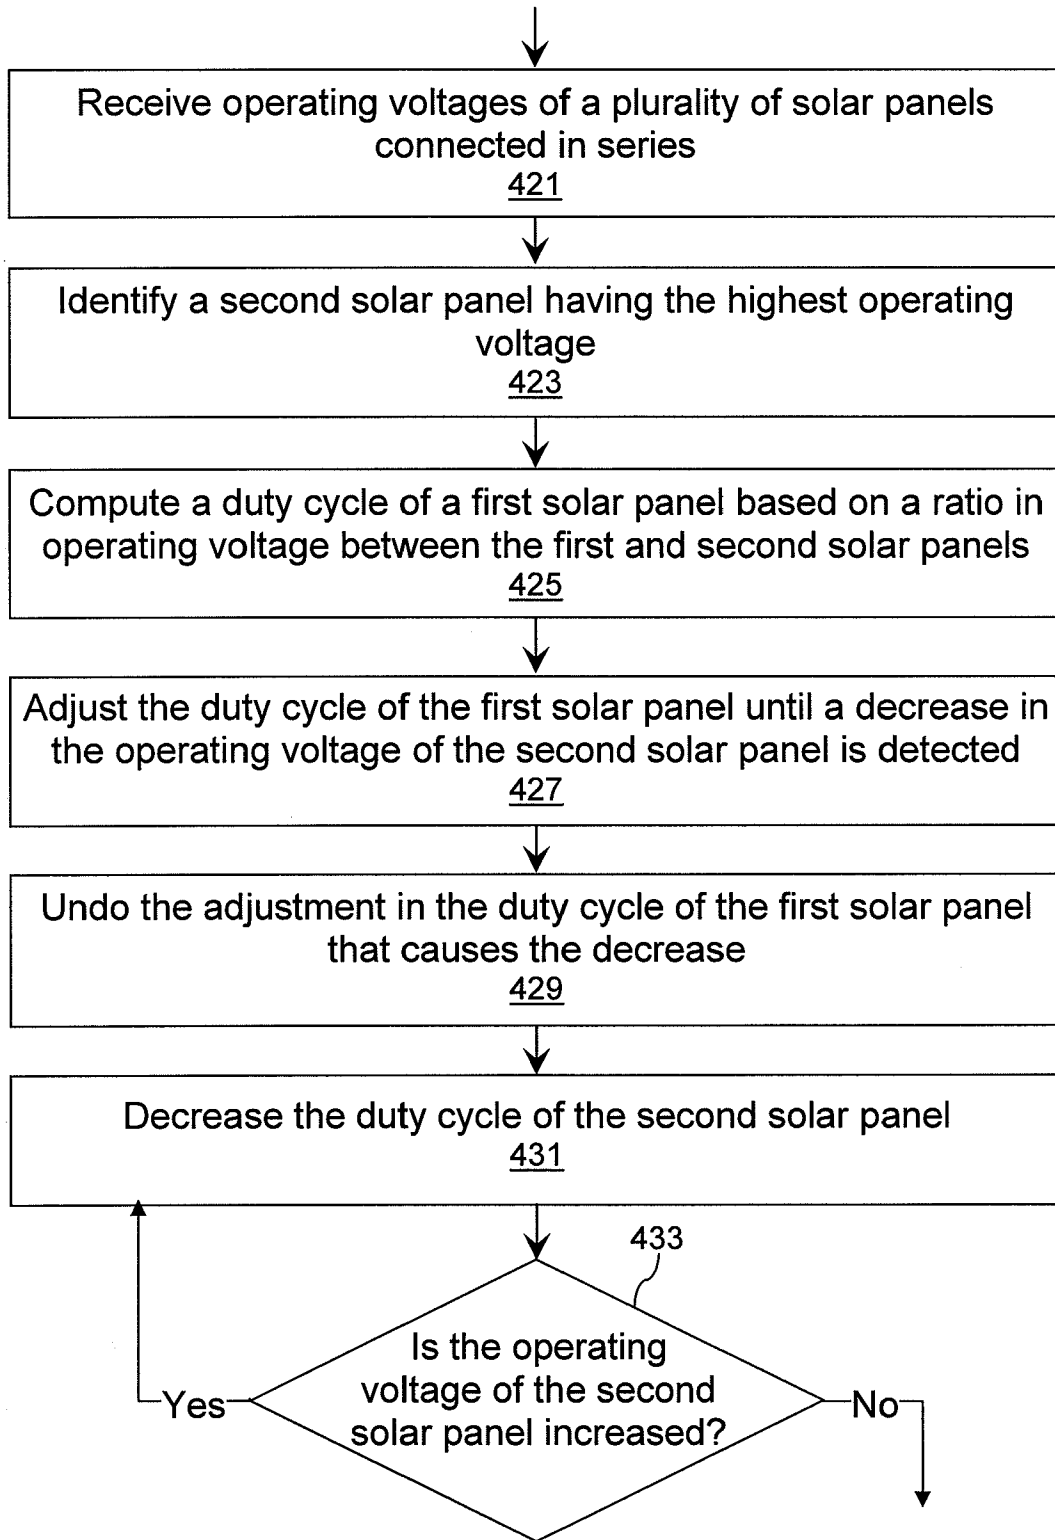 Receive operating voltages of a plurality of solar panels
connected in series
421
Identify a second solar panel having the highest operating
voltage
423
Compute a duty cycle of a first solar panel based on a ratio in
operating voltage between the first and second solar panels
425
Adjust the duty cycle of the first solar panel until a decrease in
the operating voltage of the second solar panel is detected
427
Undo the adjustment in the duty cycle of the first solar panel
that causes the decrease
429
Decrease the duty cycle of the second solar panel
431
433
Is the operating
voltage of the second
solar panel increased?
Yes
No